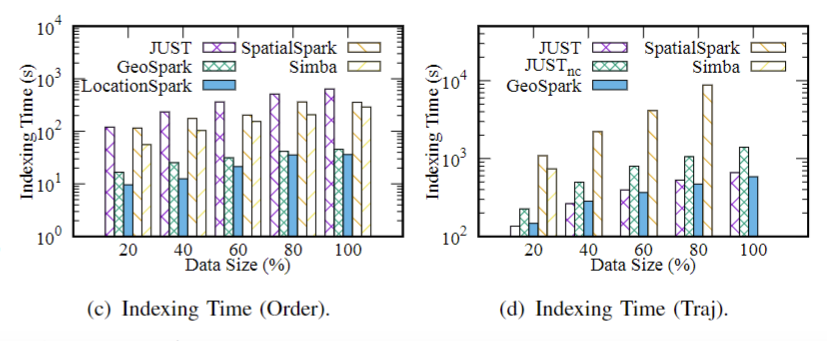 10^4
10^3
10^2
10^1
10^0
Indexing Time (s)
JUST
GeoSpark
LocationSpark
SpatialSpark
Simba
20 40 60 80 100
Data Size (%)
(c) Indexing Time (Order).
10^4
10^3
10^2
Indexing Time (s)
JUST
JUST_nc
GeoSpark
SpatialSpark
Simba
20 40 60 80 100
Data Size (%)
(d) Indexing Time (Traj).